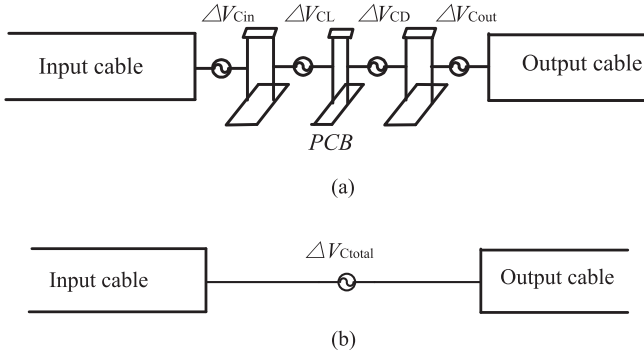 △VCin △VCL △VCD △VCout
Input cable
Output cable
PCB
(a)
△VCtotal
Input cable
Output cable
(b)